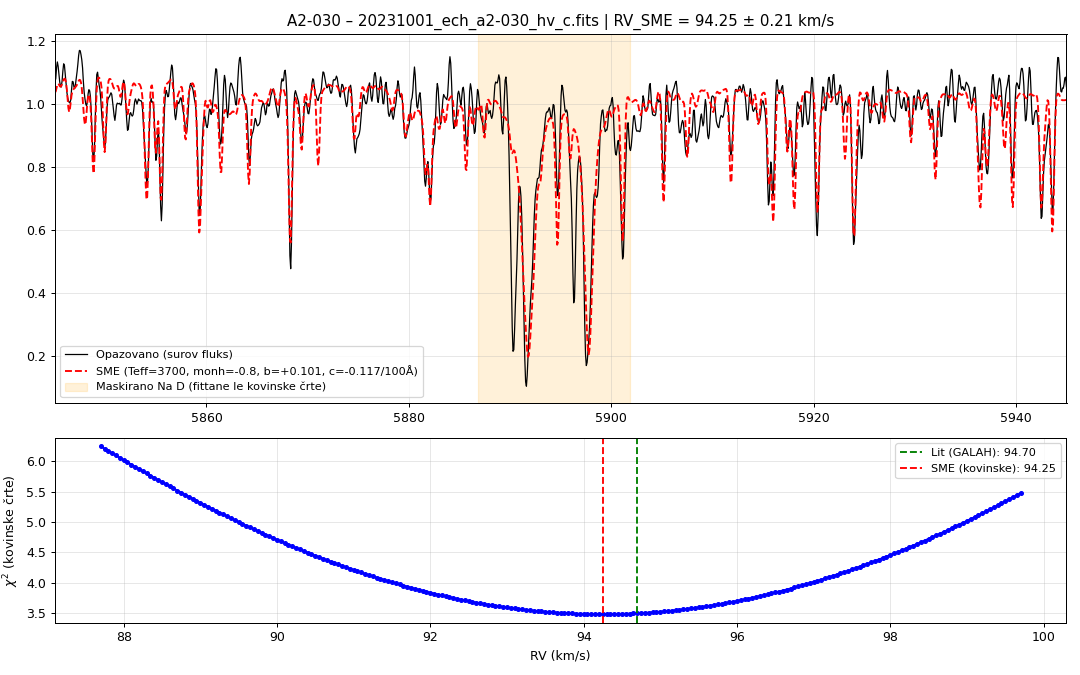 A2-030 – 20231001_ech_a2-030_hv_c.fits | RV_SME = 94.25 ± 0.21 km/s
1.2
1.0
0.8
0.6
0.4
0.2
Opazovano (surov fluks)
SME (Teff=3700, monh=-0.8, b=+0.101, c=-0.117/100Å)
Maskirano Na D (fittane le kovinske črte)
5860 5880 5900 5920 5940
6.0
5.5
5.0
4.5
4.0
3.5
χ² (kovinske črte)
Lit (GALAH): 94.70
SME (kovinske): 94.25
88 90 92 94 96 98 100
RV (km/s)